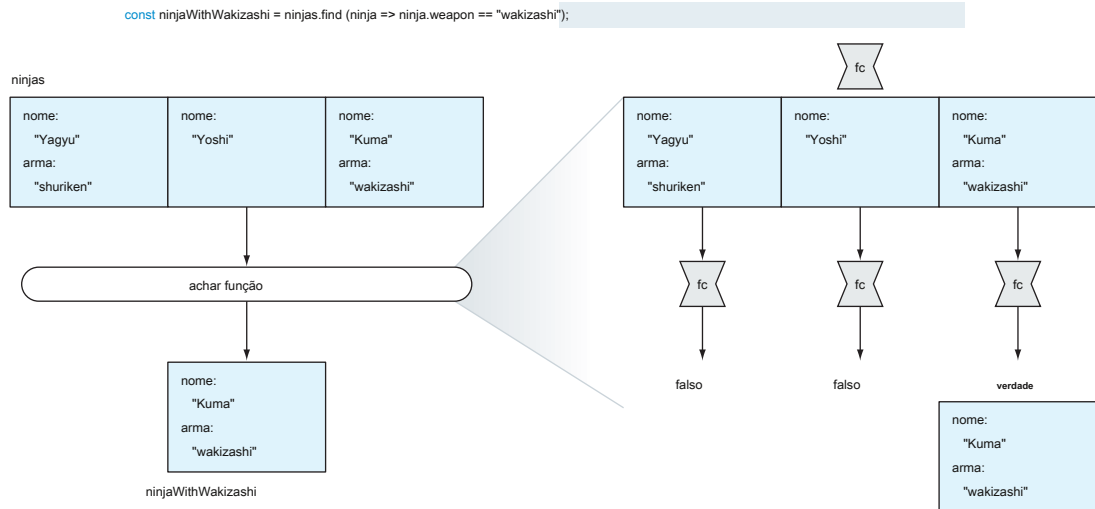 const ninjaWithWakizashi = ninjas.find (ninja => ninja.weapon == "wakizashi");
fc
ninjas
nome:
"Yagyu"
arma:
"shuriken"
nome:
"Yoshi"
nome:
"Kuma"
arma:
"wakizashi"
nome:
"Yagyu"
arma:
"shuriken"
nome:
"Yoshi"
nome:
"Kuma"
arma:
"wakizashi"
achar função
fc
fc
fc
falso
falso
verdade
nome:
"Kuma"
arma:
"wakizashi"
ninjaWithWakizashi
nome:
"Kuma"
arma:
"wakizashi"